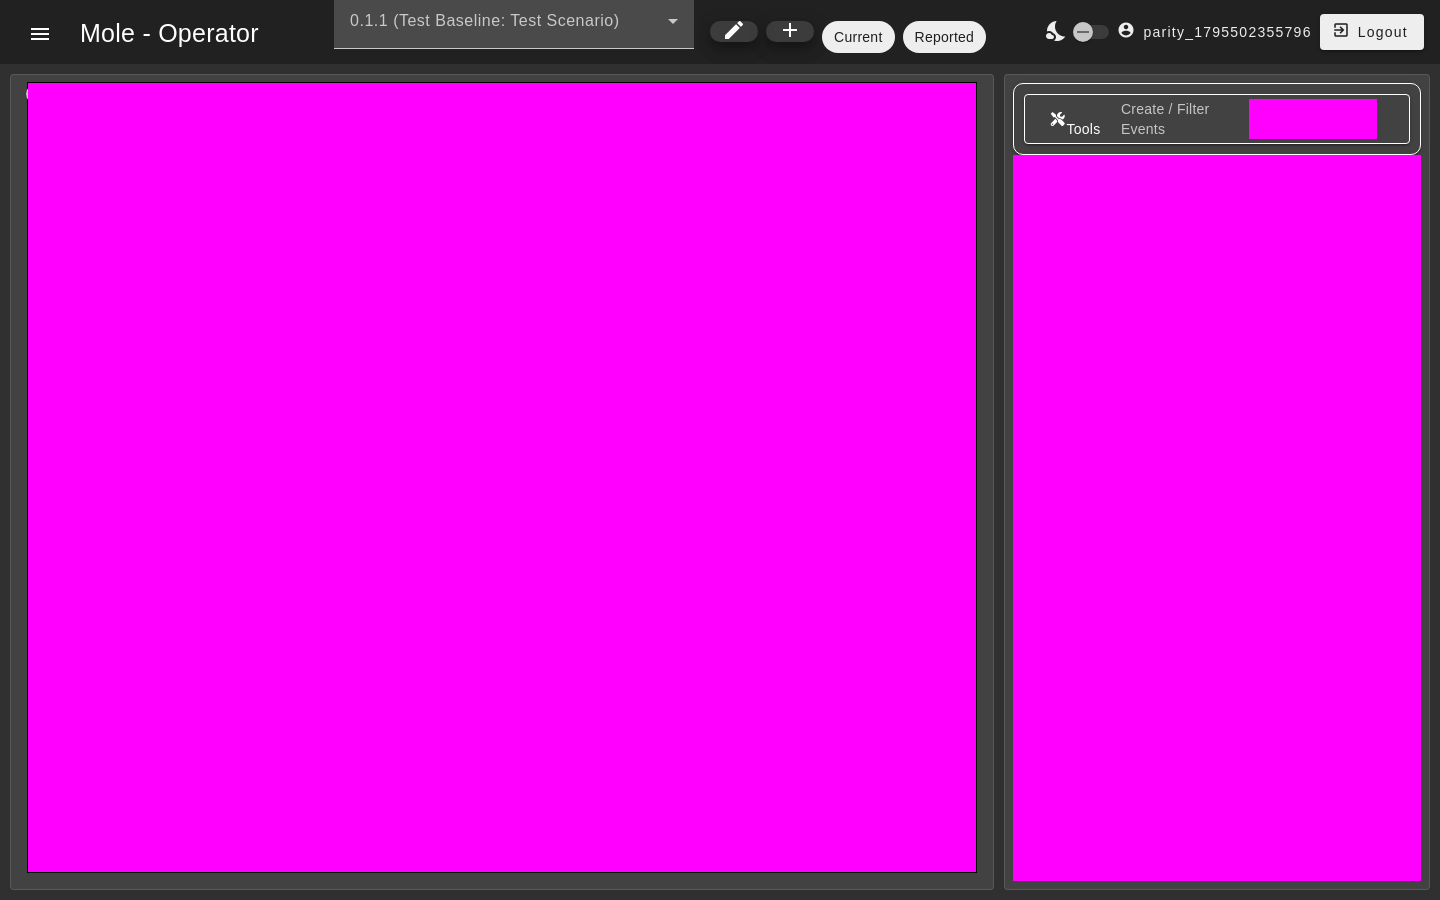 Mole - Operator
0.1.1 (Test Baseline: Test Scenario)
Current
Reported
parity_1795502355796
Logout
Tools
Create / Filter
Events